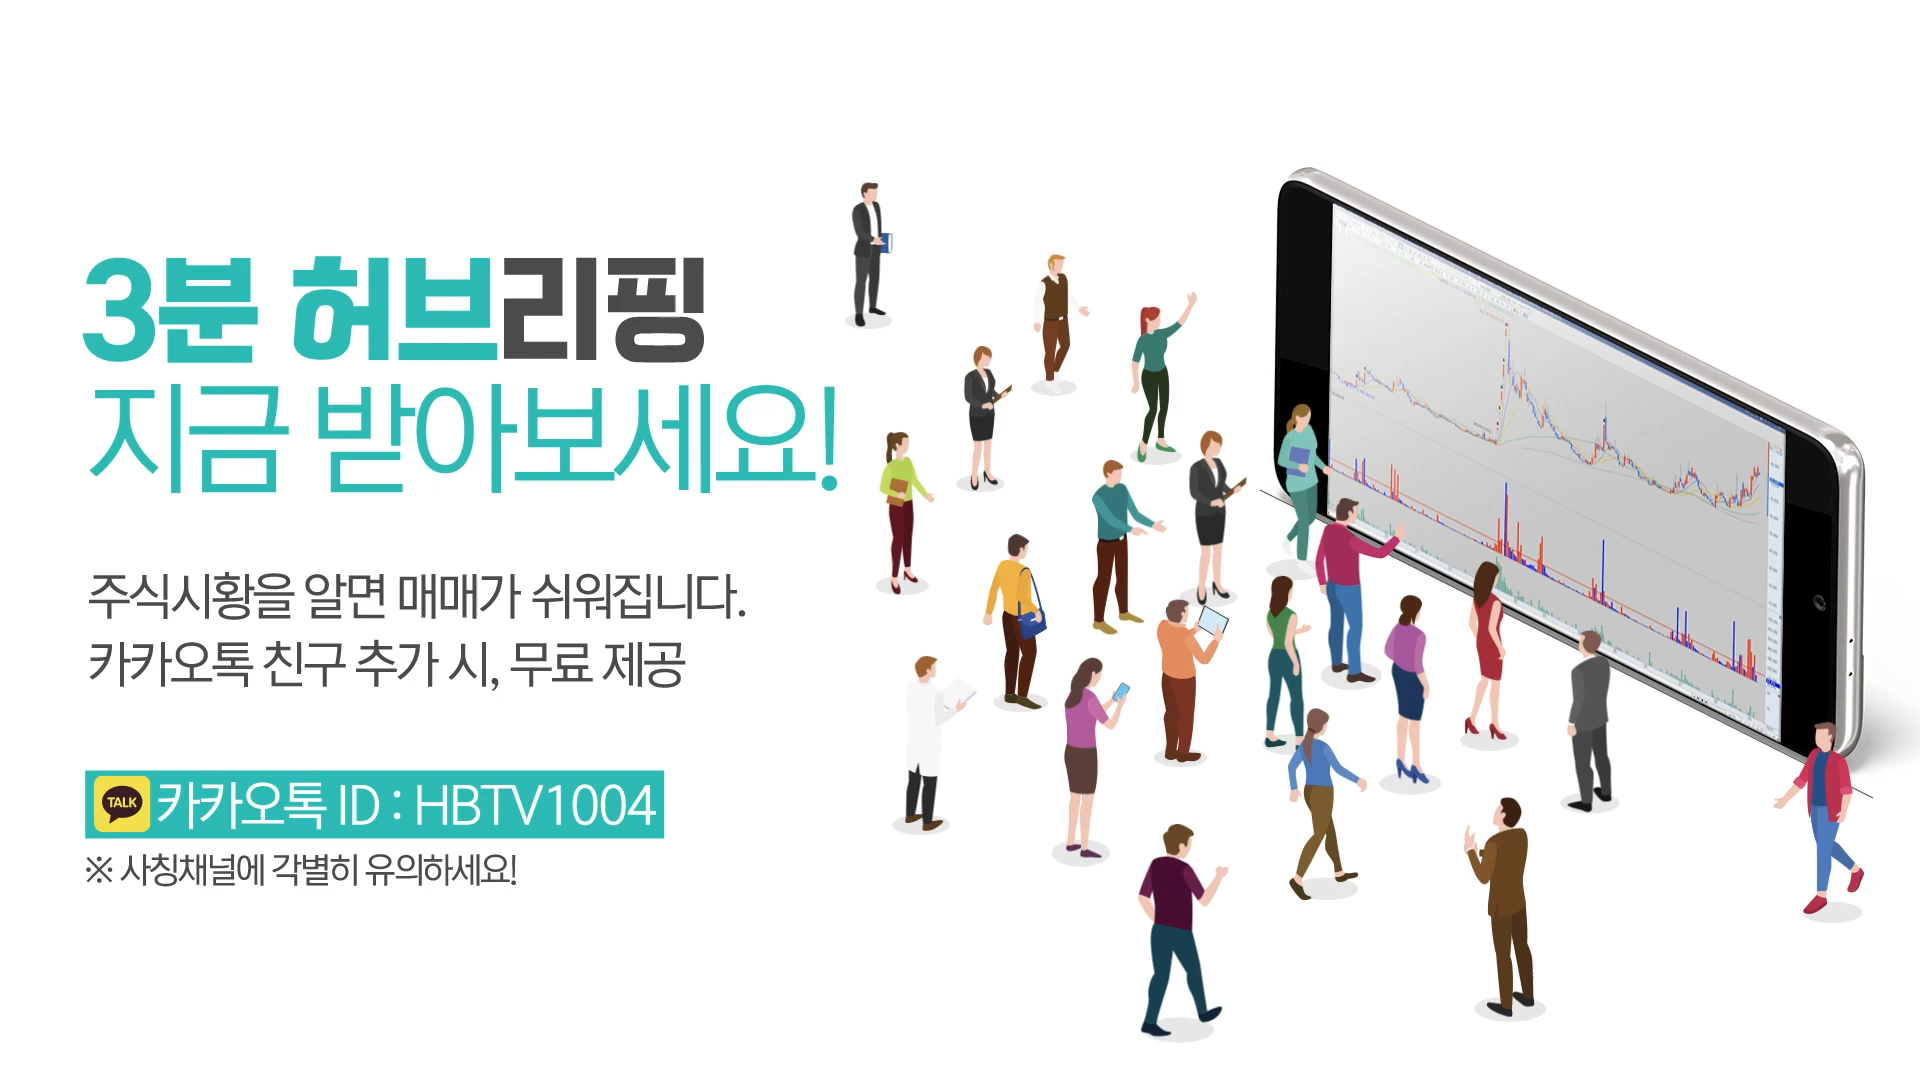 3분 허브리핑
지금 받아보세요!
주식시황을 알면 매매가 쉬워집니다.
카카오톡 친구 추가 시, 무료 제공
TALK 카카오톡 ID : HBTV1004
※ 사칭채널에 각별히 유의하세요!